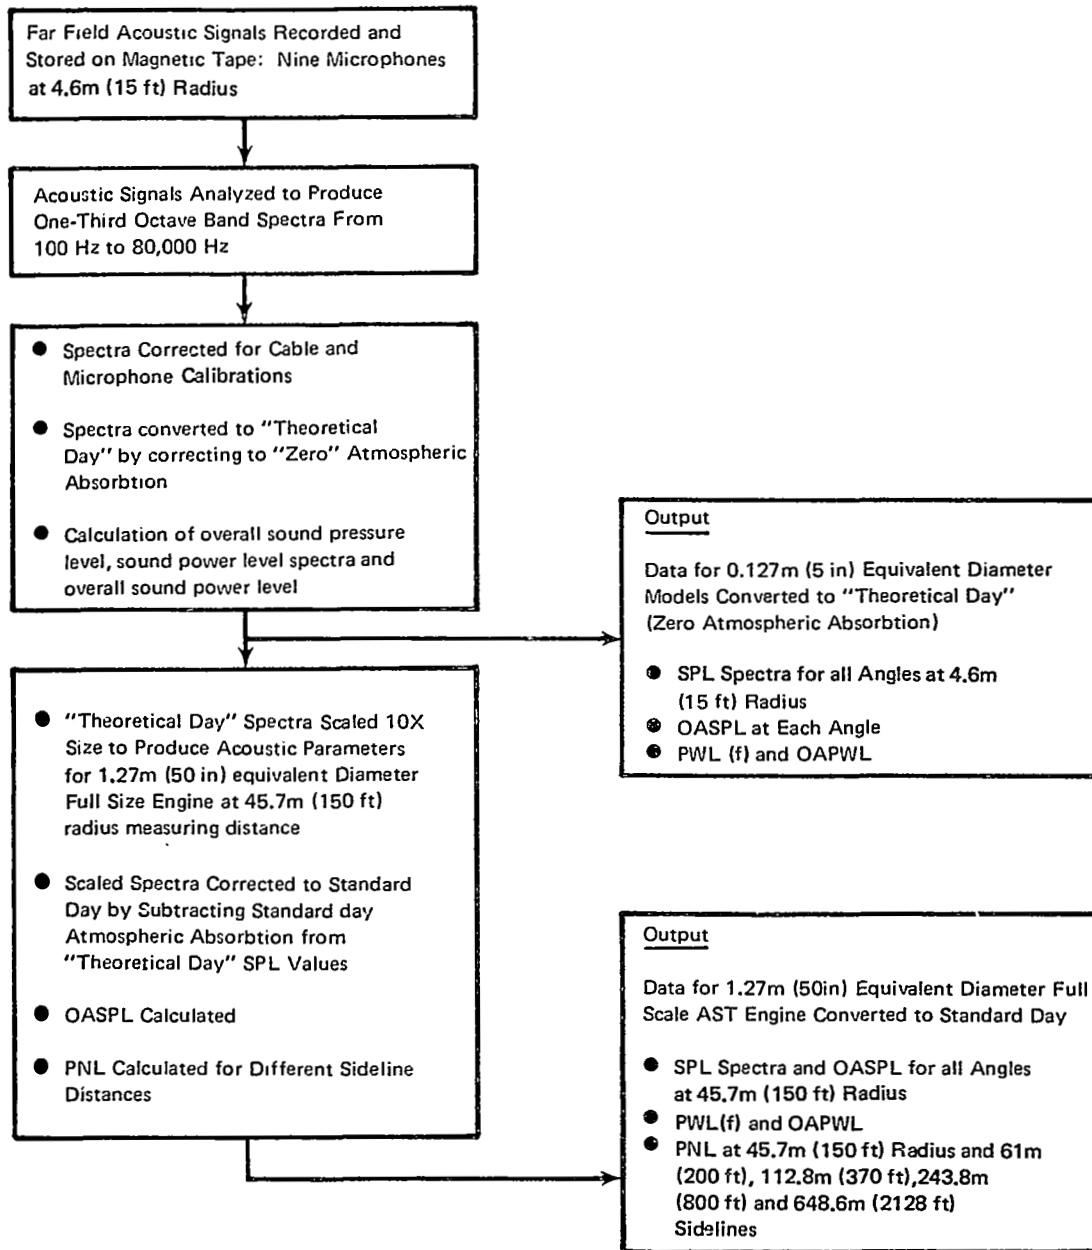 Far Field Acoustic Signals Recorded and
Stored on Magnetic Tape: Nine Microphones
at 4.6m (15 ft) Radius
Acoustic Signals Analyzed to Produce
One-Third Octave Band Spectra From
100 Hz to 80,000 Hz
● Spectra Corrected for Cable and
Microphone Calibrations
● Spectra converted to "Theoretical
Day" by correcting to "Zero" Atmospheric
Absorbtion
● Calculation of overall sound pressure
level, sound power level spectra and
overall sound power level
Output
Data for 0.127m (5 in) Equivalent Diameter
Models Converted to "Theoretical Day"
(Zero Atmospheric Absorbtion)
● SPL Spectra for all Angles at 4.6m
(15 ft) Radius
● OASPL at Each Angle
● PWL (f) and OAPWL
● "Theoretical Day" Spectra Scaled 10X
Size to Produce Acoustic Parameters
for 1.27m (50 in) equivalent Diameter
Full Size Engine at 45.7m (150 ft)
radius measuring distance
● Scaled Spectra Corrected to Standard
Day by Subtracting Standard day
Atmospheric Absorbtion from
"Theoretical Day" SPL Values
● OASPL Calculated
● PNL Calculated for Different Sideline
Distances
Output
Data for 1.27m (50in) Equivalent Diameter Full
Scale AST Engine Converted to Standard Day
● SPL Spectra and OASPL for all Angles
at 45.7m (150 ft) Radius
● PWL(f) and OAPWL
● PNL at 45.7m (150 ft) Radius and 61m
(200 ft), 112.8m (370 ft),243.8m
(800 ft) and 648.6m (2128 ft)
Sidelines